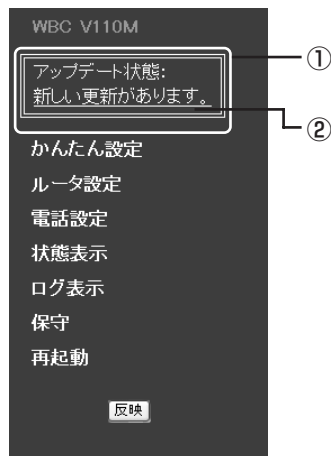 WBC V110M
アップデート状態:
新しい更新があります。
①
②
かんたん設定
ルータ設定
電話設定
状態表示
ログ表示
保守
再起動
反映